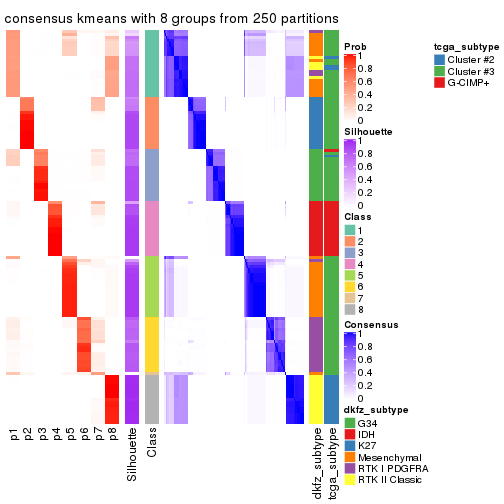 consensus kmeans with 8 groups from 250 partitions
Prob
1
0.8
0.6
0.4
0.2
0
Silhouette
1
0.8
0.6
0.4
0.2
0
Class
1
2
3
4
5
6
7
8
Consensus
1
0.8
0.6
0.4
0.2
0
dkfz_subtype
G34
IDH
K27
Mesenchymal
RTK I PDGFRA
RTK II Classic
tcga_subtype
Cluster #2
Cluster #3
G-CIMP+
p1
p2
p3
p4
p5
p6
p7
p8
Silhouette
Class
dkfz_subtype
tcga_subtype